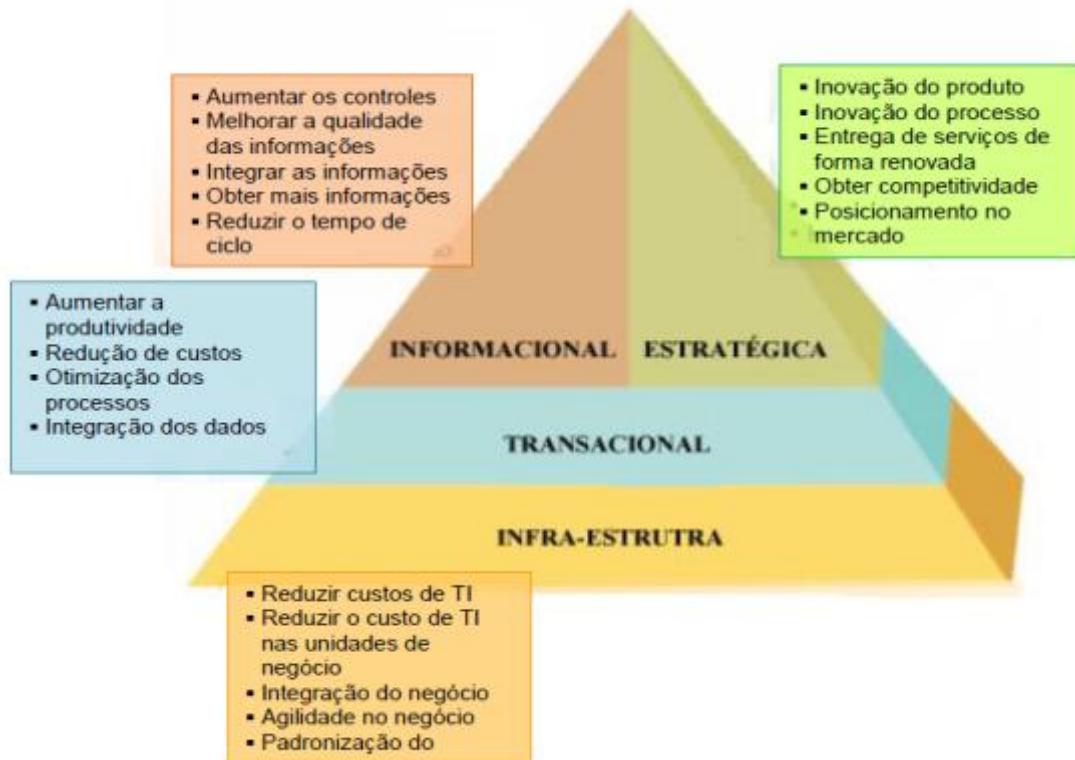 ▪ Aumentar os controles
▪ Melhorar a qualidade
das informações
▪ Integrar as informações
▪ Obter mais informações
▪ Reduzir o tempo de
ciclo
▪ Inovação do produto
▪ Inovação do processo
▪ Entrega de serviços de
forma renovada
▪ Obter competitividade
▪ Posicionamento no
mercado
▪ Aumentar a
produtividade
▪ Redução de custos
▪ Otimização dos
processos
▪ Integração dos dados
INFORMACIONAL
ESTRATÉGICA
TRANSACIONAL
INFRA-ESTRUTRA
▪ Reduzir custos de TI
▪ Reduzir o custo de TI
nas unidades de
negócio
▪ Integração do negócio
▪ Agilidade no negócio
▪ Padronização do